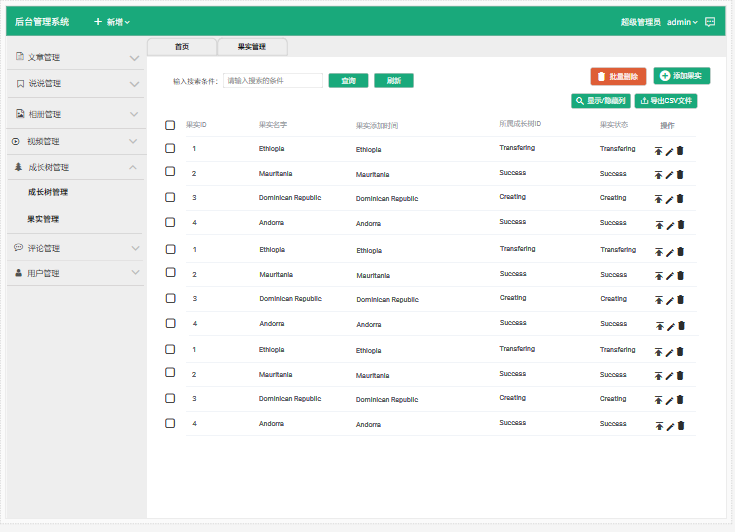 后台管理系统 新增 超级管理员 admin
首页 果实管理
文章管理
说说管理
相册管理
视频管理
成长树管理
成长树管理
果实管理
评论管理
用户管理
输入搜索条件: 请输入搜索的条件 查询 刷新 批量删除 添加果实
显示/隐藏列 导出CSV文件
果实ID 果实名字 果实添加时间 所属成长树ID 果实状态 操作
1 Ethiopia Ethiopia Transfering Transfering
2 Mauritania Mauritania Success Success
3 Dominican Republic Dominican Republic Creating Creating
4 Andorra Andorra Success Success
1 Ethiopia Ethiopia Transfering Transfering
2 Mauritania Mauritania Success Success
3 Dominican Republic Dominican Republic Creating Creating
4 Andorra Andorra Success Success
1 Ethiopia Ethiopia Transfering Transfering
2 Mauritania Mauritania Success Success
3 Dominican Republic Dominican Republic Creating Creating
4 Andorra Andorra Success Success